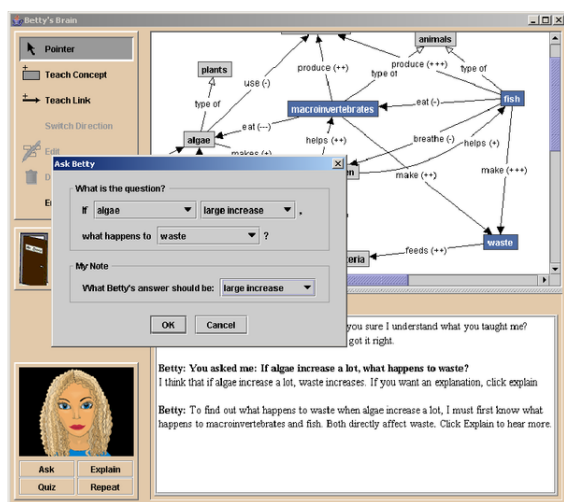 Betty's Brain
Pointer
Teach Concept
Teach Link
Switch Direction
Edit
D
animals
plants
produce (++)
produce (+++)
type of
type of
use (-)
type of
fish
macroinvertebrates
eat (-)
algae
eat (---)
helps (++)
breathe (-)
helps (+)
makes (+)
en
make (++)
make (+++)
waste
teria
feeds (++)
Ask Betty
What is the question?
If algae large increase ,
what happens to waste ?
My Note
What Betty's answer should be: large increase
OK Cancel
you sure I understand what you taught me?
got it right.
Betty: You asked me: If algae increase a lot, what happens to waste?
I think that if algae increase a lot, waste increases. If you want an explanation, click explain
Betty: To find out what happens to waste when algae increase a lot, I must first know what
happens to macroinvertebrates and fish. Both directly affect waste. Click Explain to hear more.
Ask Explain
Quiz Repeat